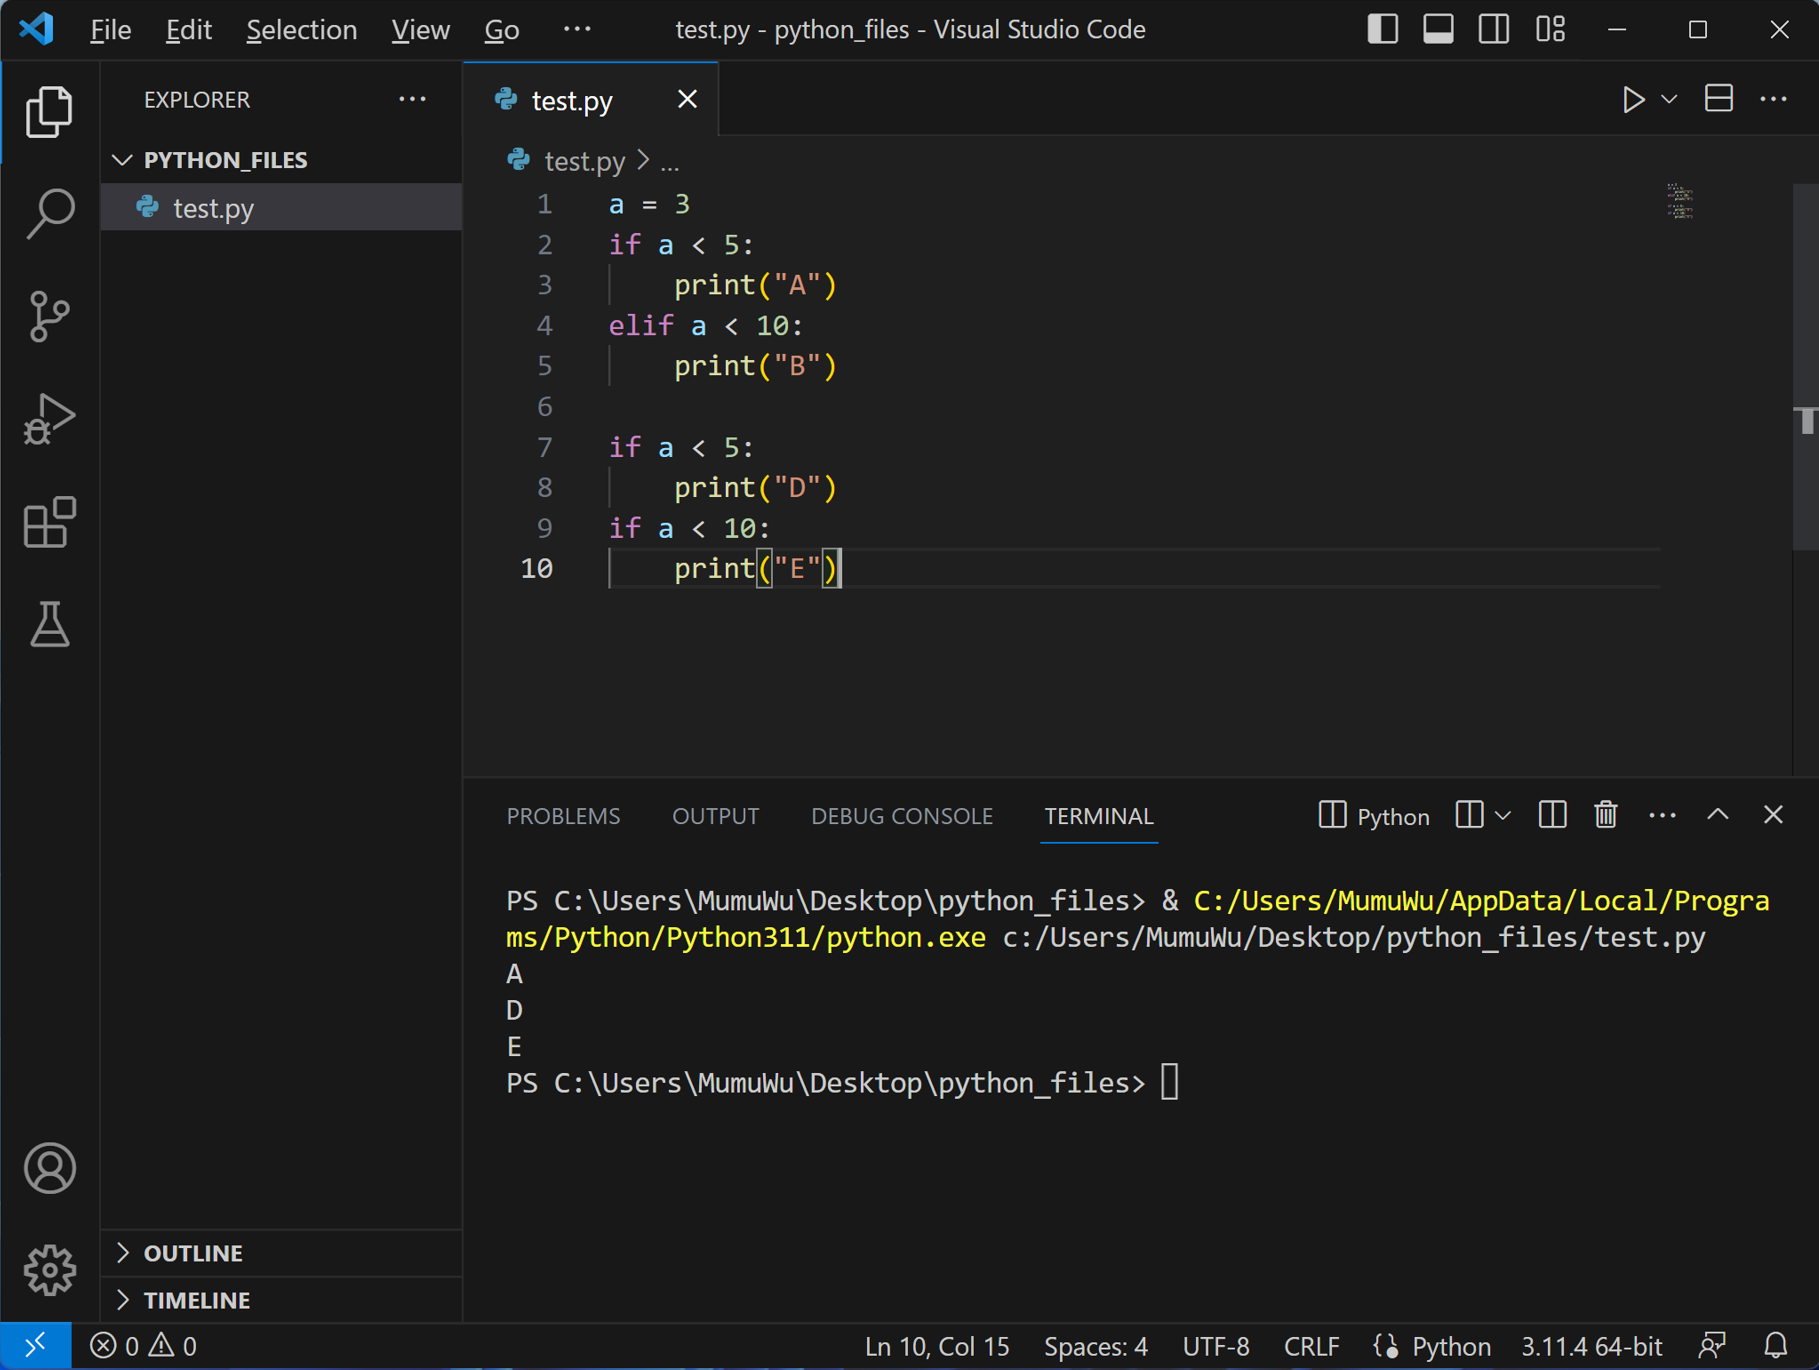 File Edit Selection View Go ··· test.py - python_files - Visual Studio Code
EXPLORER ···
PYTHON_FILES
test.py
test.py
test.py > ...
1 a = 3
2 if a < 5:
3     print("A")
4 elif a < 10:
5     print("B")
6
7 if a < 5:
8     print("D")
9 if a < 10:
10     print("E")
PROBLEMS OUTPUT DEBUG CONSOLE TERMINAL Python
PS C:\Users\MumuWu\Desktop\python_files> & C:/Users/MumuWu/AppData/Local/Progra
ms/Python/Python311/python.exe c:/Users/MumuWu/Desktop/python_files/test.py
A
D
E
PS C:\Users\MumuWu\Desktop\python_files>
OUTLINE
TIMELINE
0 0 Ln 10, Col 15 Spaces: 4 UTF-8 CRLF Python 3.11.4 64-bit